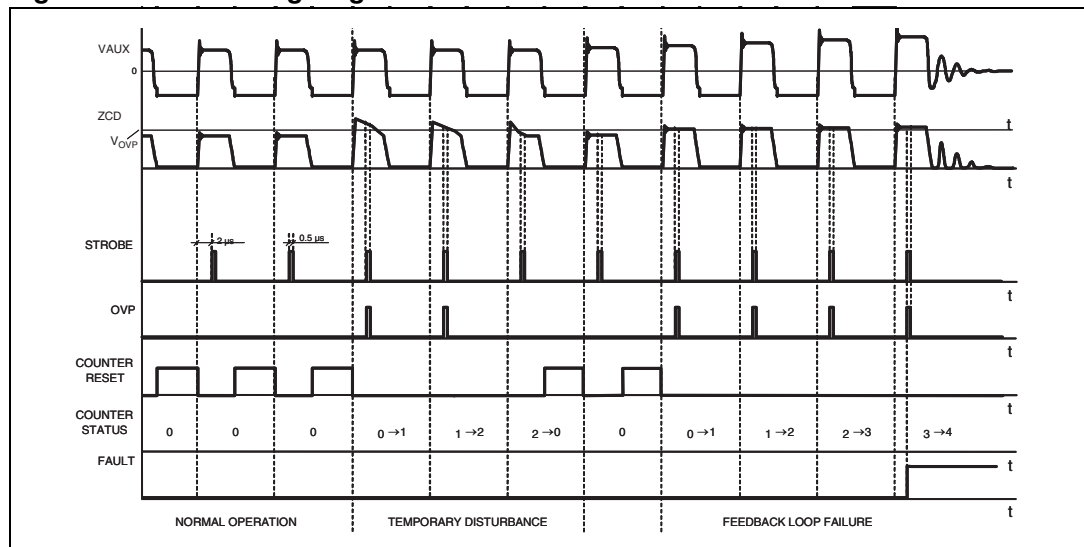 VAUX
0
ZCD
VOVP
t
t
STROBE
2 µs
0.5 µs
t
OVP
t
COUNTER
RESET
t
COUNTER
STATUS
0
0
0
0 →1
1 →2
2 →0
0
0 →1
1 →2
2 →3
3 →4
t
FAULT
t
t
NORMAL OPERATION
TEMPORARY DISTURBANCE
FEEDBACK LOOP FAILURE